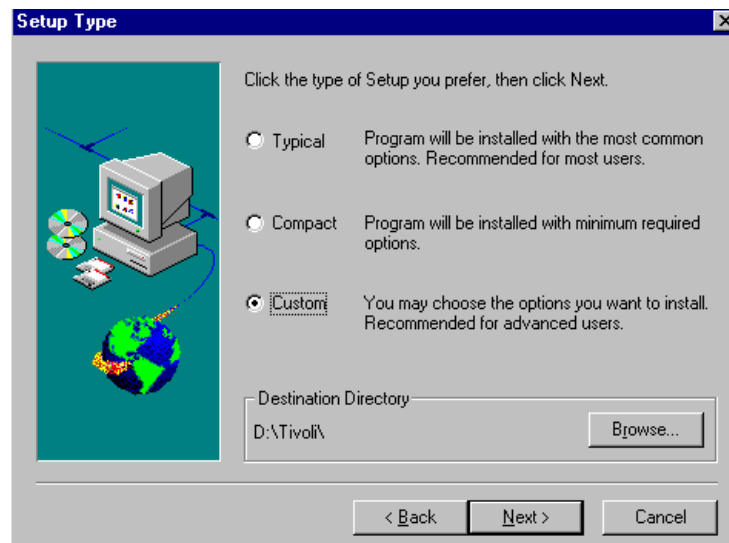 Setup Type
Click the type of Setup you prefer, then click Next.
Typical Program will be installed with the most common
options. Recommended for most users.
Compact Program will be installed with minimum required
options.
Custom You may choose the options you want to install.
Recommended for advanced users.
Destination Directory
D:\Tivoli\ Browse...
< Back Next > Cancel